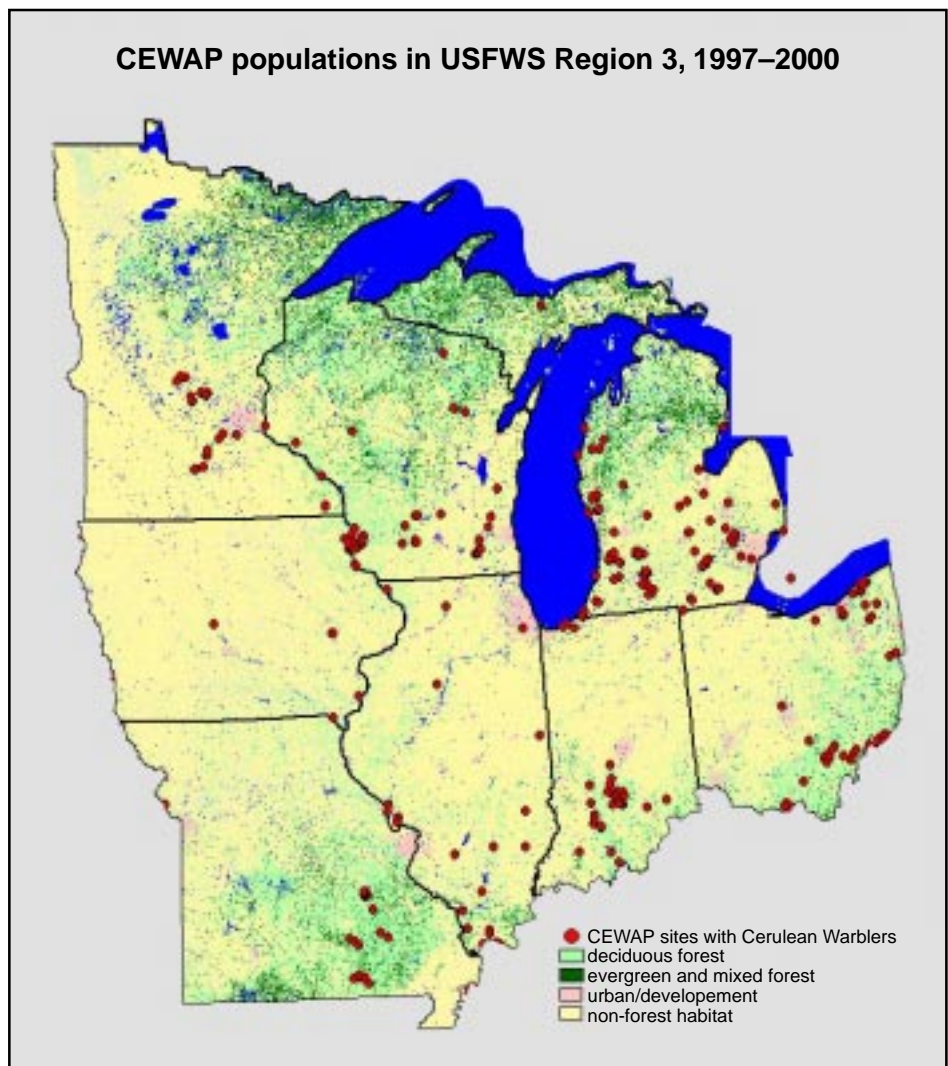 CEWAP populations in USFWS Region 3, 1997–2000
CEWAP sites with Cerulean Warblers
deciduous forest
evergreen and mixed forest
urban/developement
non-forest habitat